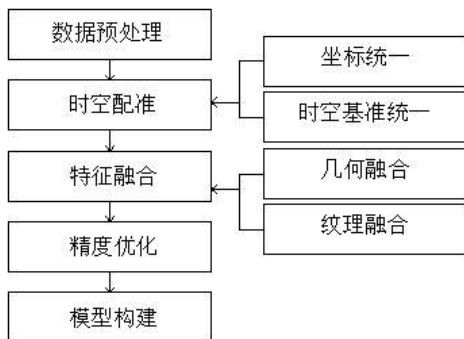 数据预处理
时空配准
特征融合
精度优化
模型构建
坐标统一
时空基准统一
几何融合
纹理融合